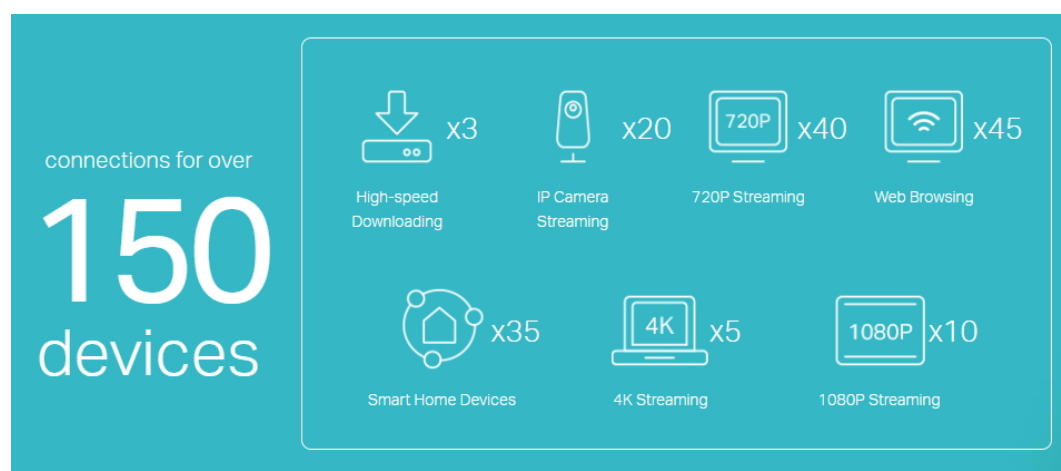 connections for over
150
devices
x3
High-speed
Downloading
x20
IP Camera
Streaming
720P
x40
720P Streaming
x45
Web Browsing
x35
Smart Home Devices
4K
x5
4K Streaming
1080P
x10
1080P Streaming